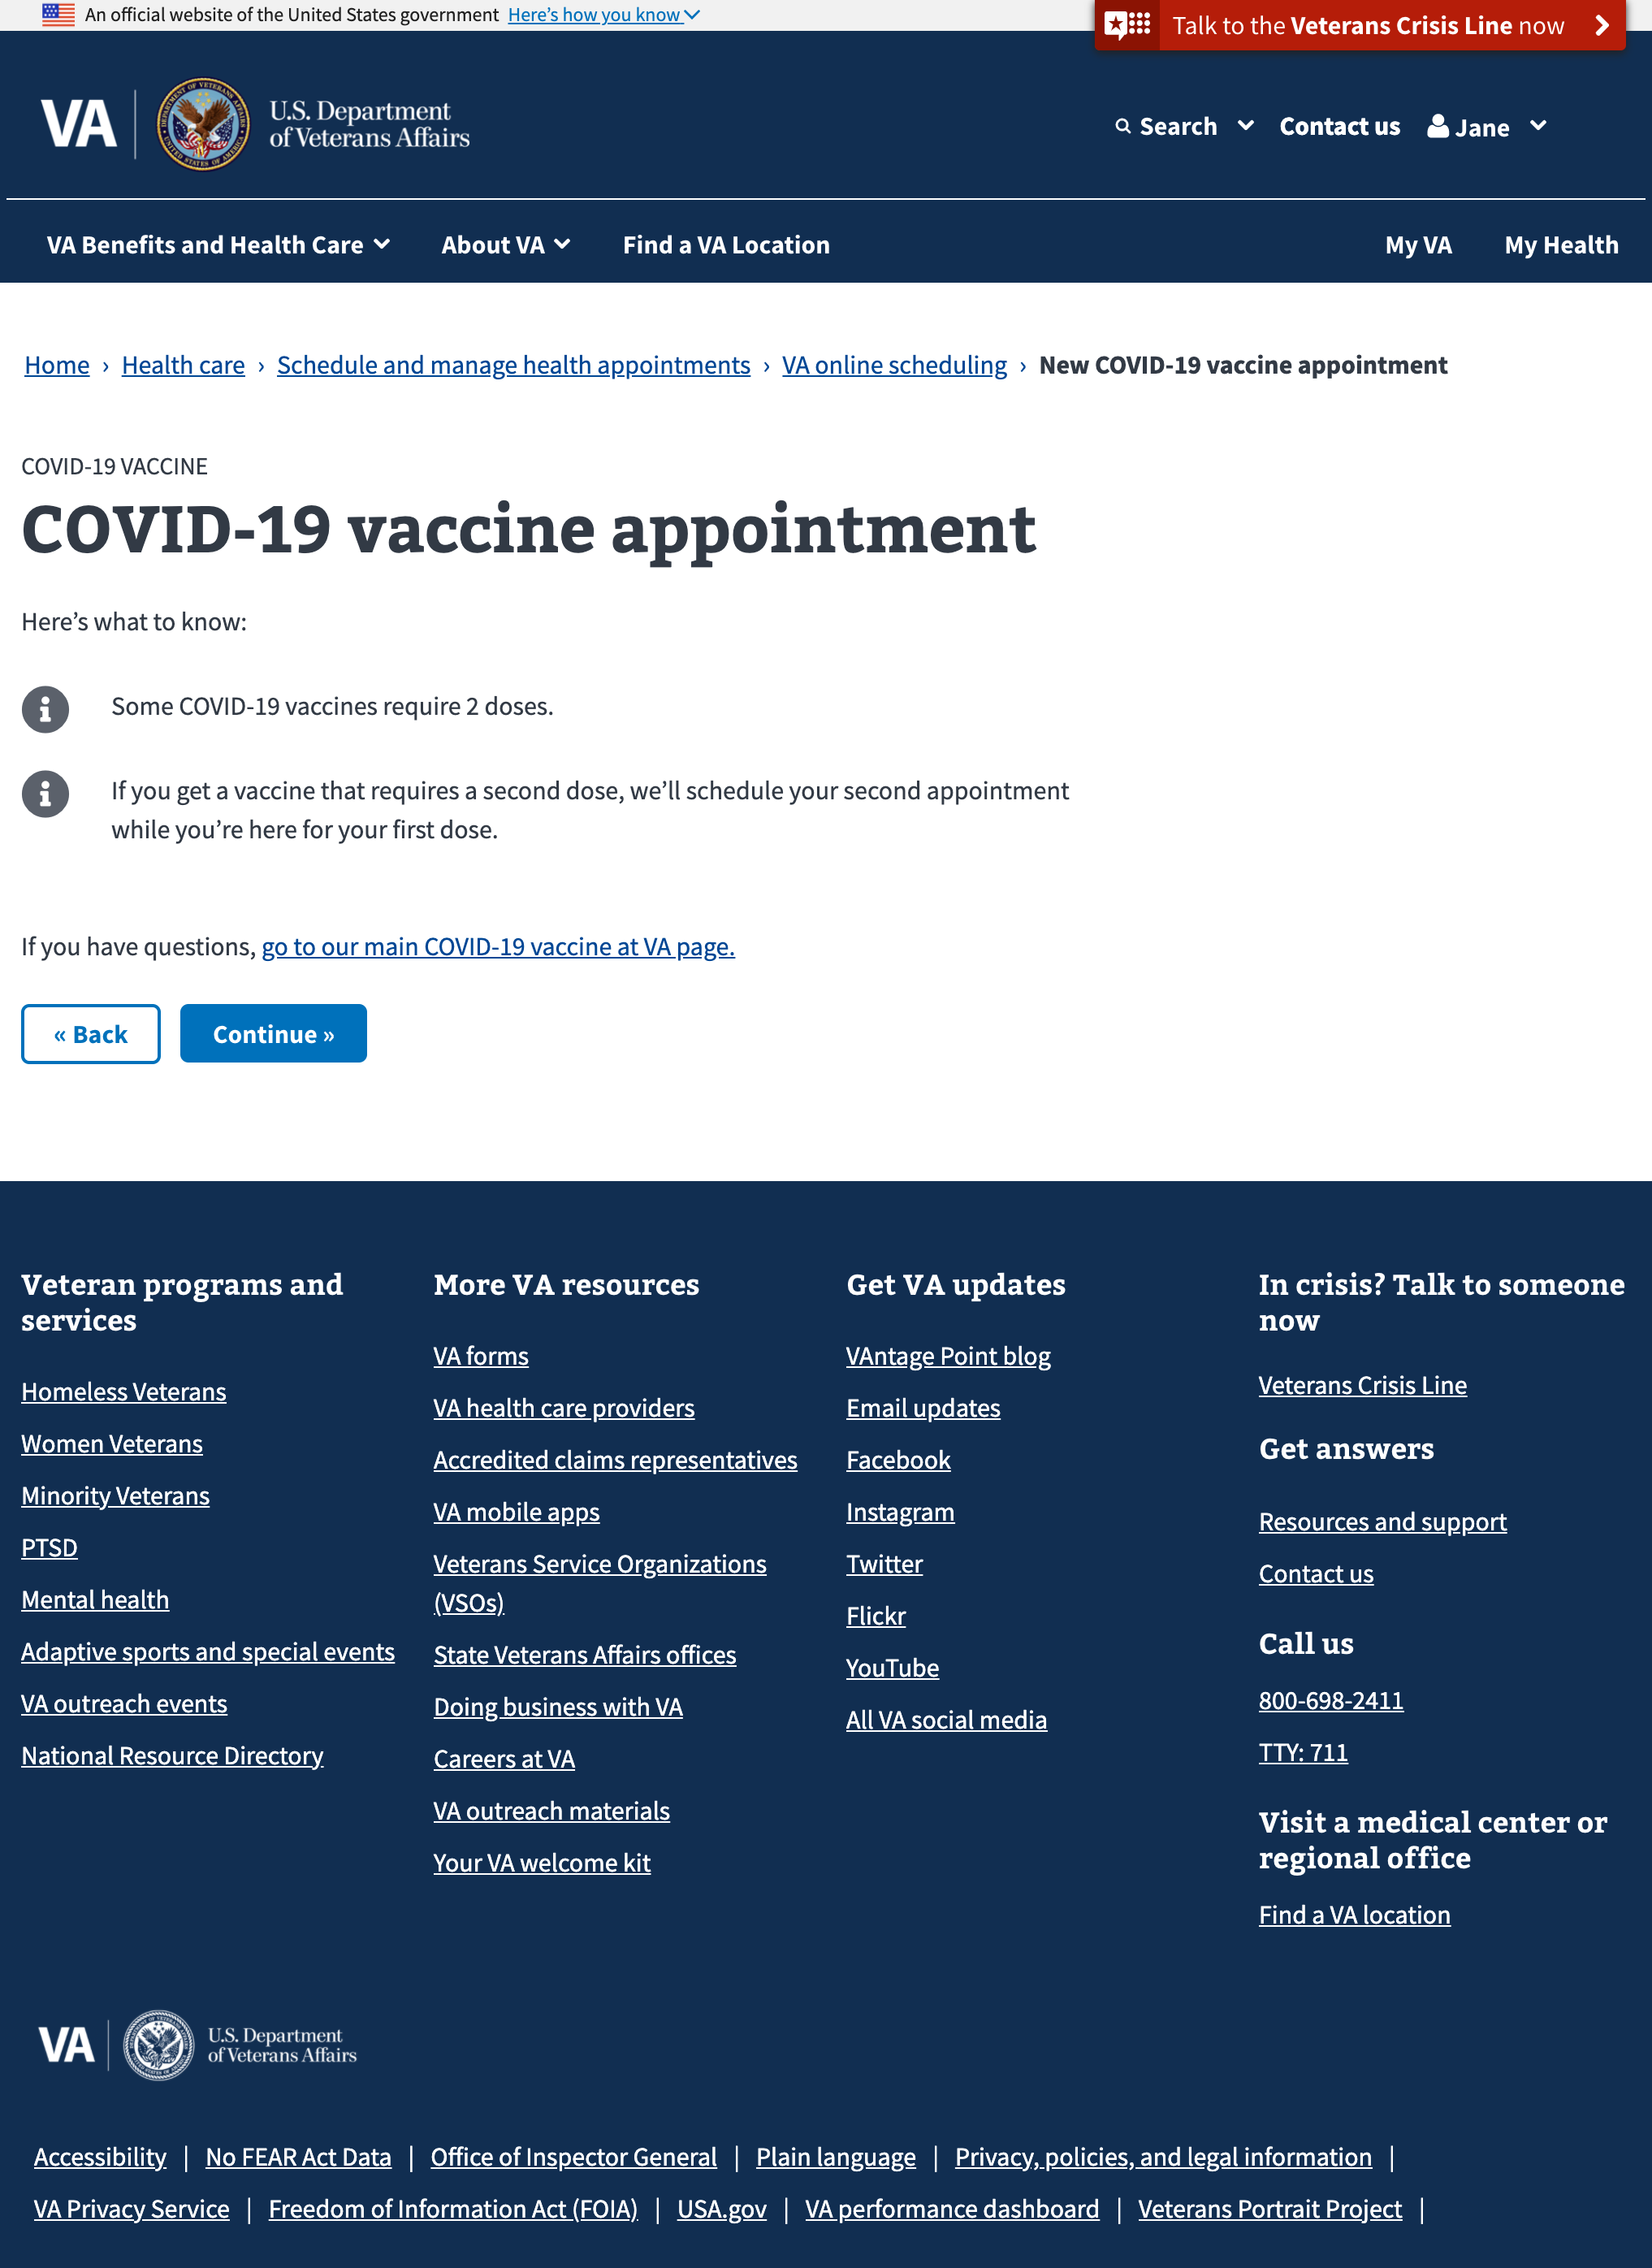 An official website of the United States government Here’s how you know
Talk to the Veterans Crisis Line now
VA
U.S. Department
of Veterans Affairs
Search
Contact us
Jane
VA Benefits and Health Care
About VA
Find a VA Location
My VA
My Health
Home › Health care › Schedule and manage health appointments › VA online scheduling › New COVID-19 vaccine appointment
COVID-19 VACCINE
COVID-19 vaccine appointment
Here’s what to know:
Some COVID-19 vaccines require 2 doses.
If you get a vaccine that requires a second dose, we’ll schedule your second appointment
while you’re here for your first dose.
If you have questions, go to our main COVID-19 vaccine at VA page.
« Back
Continue »
Veteran programs and
services
Homeless Veterans
Women Veterans
Minority Veterans
PTSD
Mental health
Adaptive sports and special events
VA outreach events
National Resource Directory
More VA resources
VA forms
VA health care providers
Accredited claims representatives
VA mobile apps
Veterans Service Organizations
(VSOs)
State Veterans Affairs offices
Doing business with VA
Careers at VA
VA outreach materials
Your VA welcome kit
Get VA updates
VAntage Point blog
Email updates
Facebook
Instagram
Twitter
Flickr
YouTube
All VA social media
In crisis? Talk to someone
now
Veterans Crisis Line
Get answers
Resources and support
Contact us
Call us
800-698-2411
TTY: 711
Visit a medical center or
regional office
Find a VA location
VA
U.S. Department
of Veterans Affairs
Accessibility | No FEAR Act Data | Office of Inspector General | Plain language | Privacy, policies, and legal information |
VA Privacy Service | Freedom of Information Act (FOIA) | USA.gov | VA performance dashboard | Veterans Portrait Project |